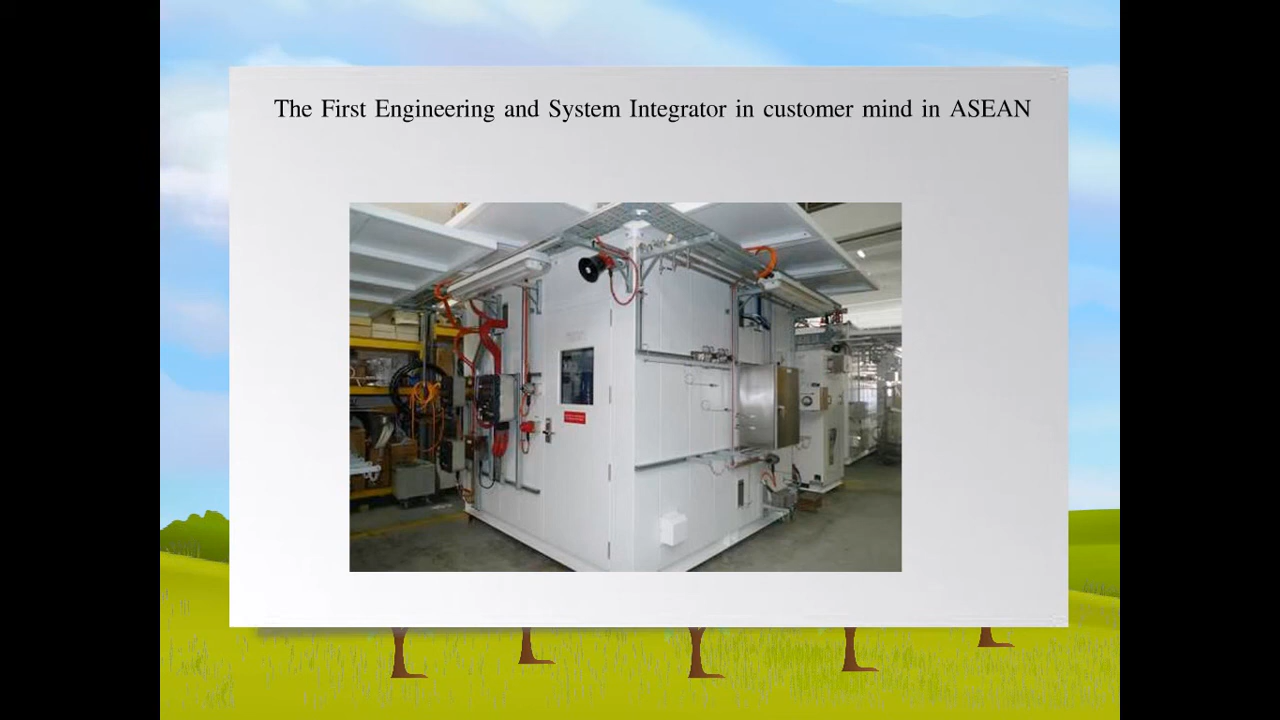 The First Engineering and System Integrator in customer mind in ASEAN